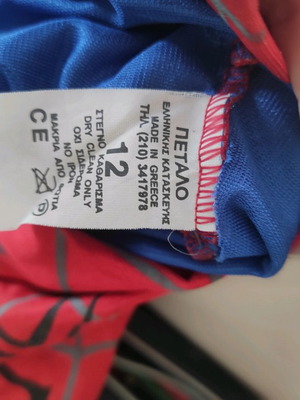 ΠΕΤΑΛΟ
ΕΛΛΗΝΙΚΗΣ ΚΑΤΑΣΚΕΥΗΣ
MADE IN GREECE
ΤΗΛ. (210) 3417978
12
ΣΤΕΓΝΟ ΚΑΘΑΡΙΣΜΑ
DRY CLEAN ONLY
ΟΧΙ ΣΙΔΕΡΩΜΑ
NO IRON
ΜΑΚΡΙΑ ΑΠΟ ΦΩΤΙΑ
CE